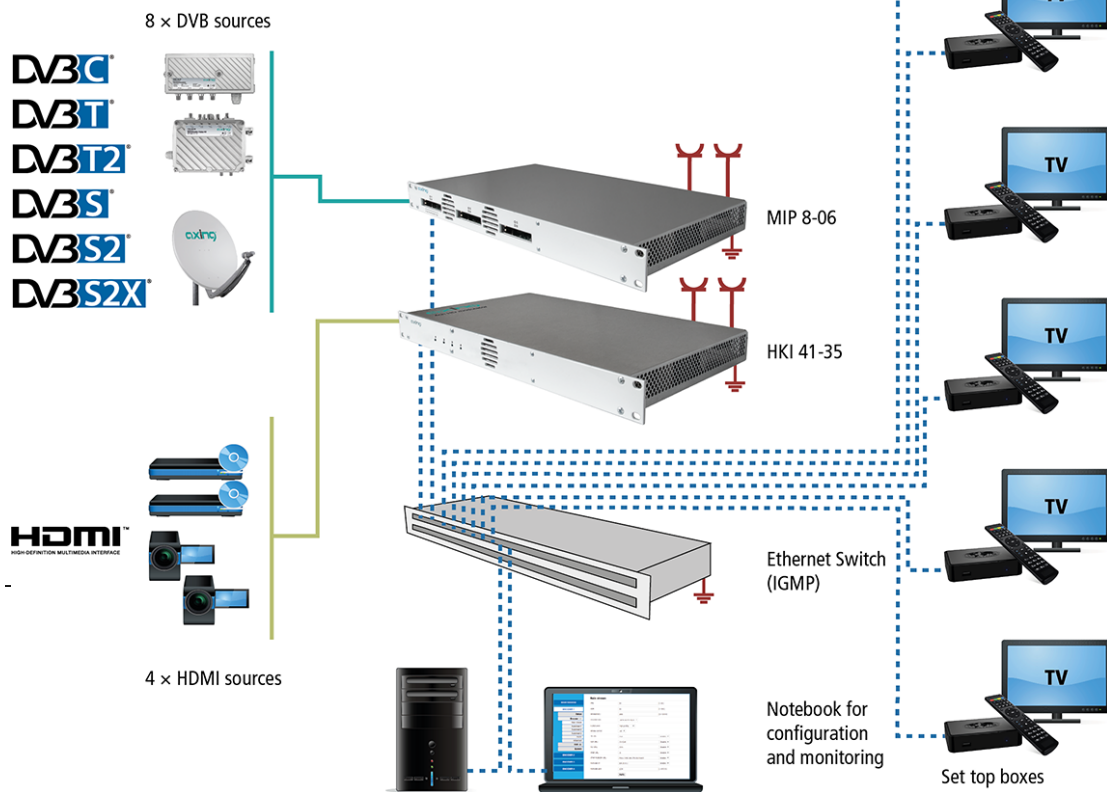 8 × DVB sources
DVB C
DVB T
DVB T2
DVB S
DVB S2
DVB S2X
axing
MIP 8-06
HKI 41-35
TV
TV
TV
TV
HDMI™
HIGH-DEFINITION MULTIMEDIA INTERFACE
-
Ethernet Switch
(IGMP)
4 × HDMI sources
Notebook for
configuration
and monitoring
Set top boxes